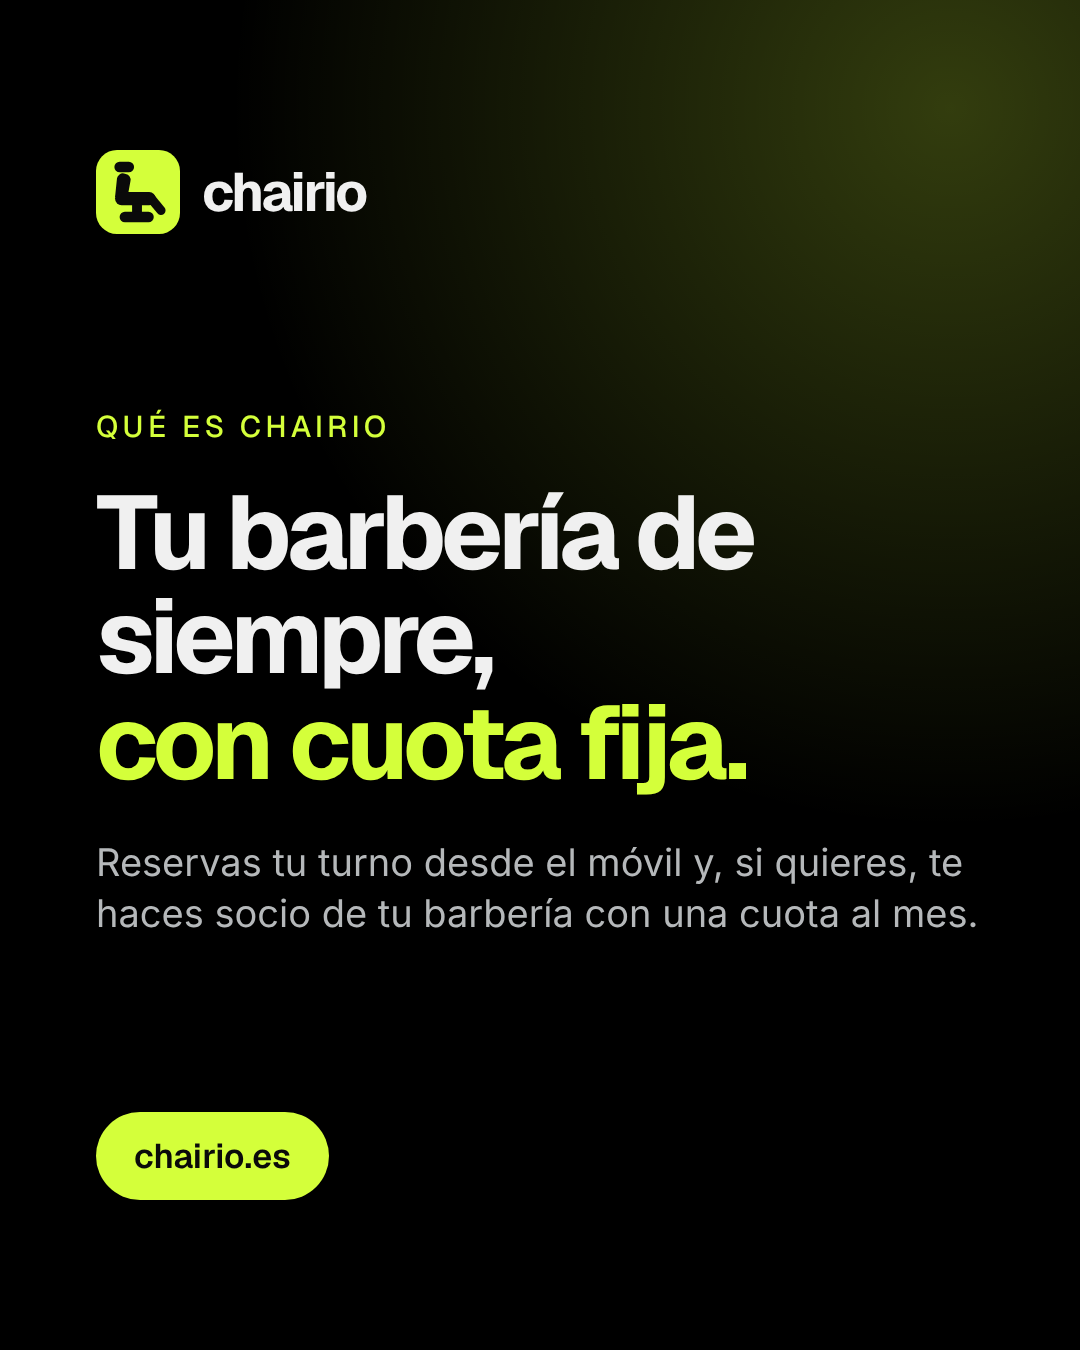 chairio
QUÉ ES CHAIRIO
Tu barbería de
siempre,
con cuota fija.
Reservas tu turno desde el móvil y, si quieres, te
haces socio de tu barbería con una cuota al mes.
chairio.es